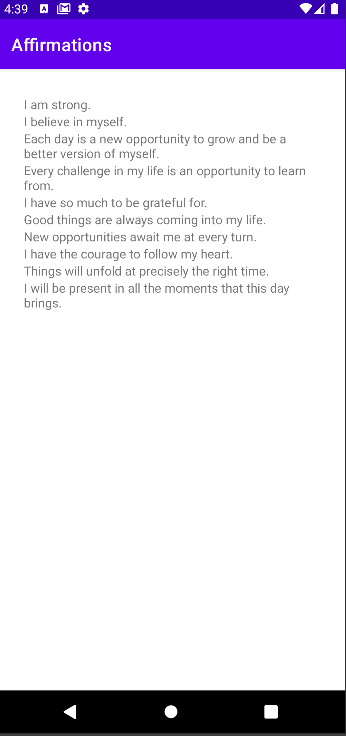 4:39
Affirmations
I am strong.
I believe in myself.
Each day is a new opportunity to grow and be a
better version of myself.
Every challenge in my life is an opportunity to learn
from.
I have so much to be grateful for.
Good things are always coming into my life.
New opportunities await me at every turn.
I have the courage to follow my heart.
Things will unfold at precisely the right time.
I will be present in all the moments that this day
brings.